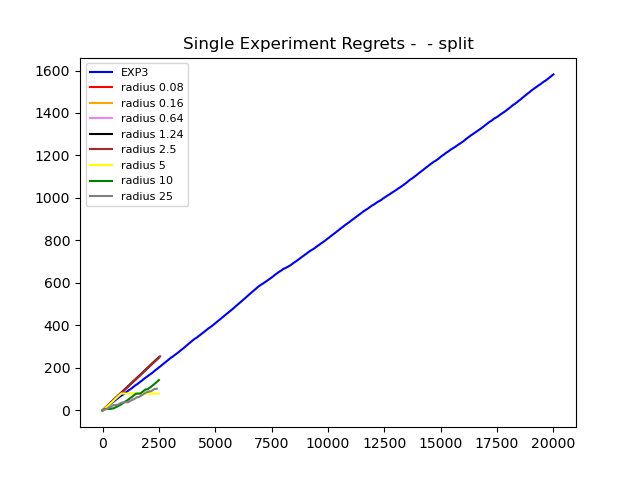 Single Experiment Regrets -  - split
EXP3
radius 0.08
radius 0.16
radius 0.64
radius 1.24
radius 2.5
radius 5
radius 10
radius 25
1600
1400
1200
1000
800
600
400
200
0
0 2500 5000 7500 10000 12500 15000 17500 20000